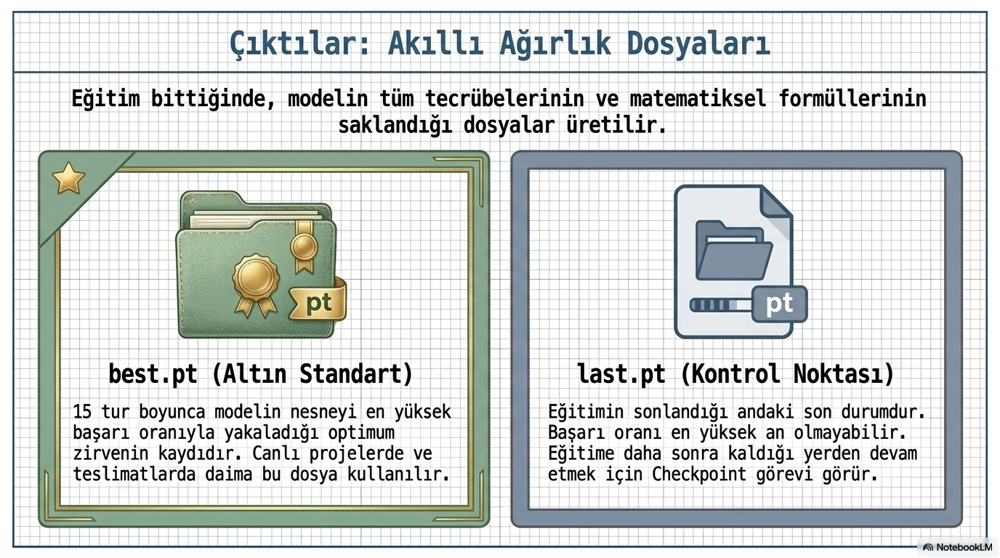 Çıktılar: Akıllı Ağırlık Dosyaları
Eğitim bittiğinde, modelin tüm tecrübelerinin ve matematiksel formüllerinin
saklandığı dosyalar üretilir.
pt
best.pt (Altın Standart)
15 tur boyunca modelin nesneyi en yüksek
başarı oranıyla yakaladığı optimum
zirvenin kaydıdır. Canlı projelerde ve
teslimatlarda daima bu dosya kullanılır.
pt
last.pt (Kontrol Noktası)
Eğitimin sonlandığı andaki son durumdur.
Başarı oranı en yüksek an olmayabilir.
Eğitime daha sonra kaldığı yerden devam
etmek için Checkpoint görevi görür.
NotebookLM